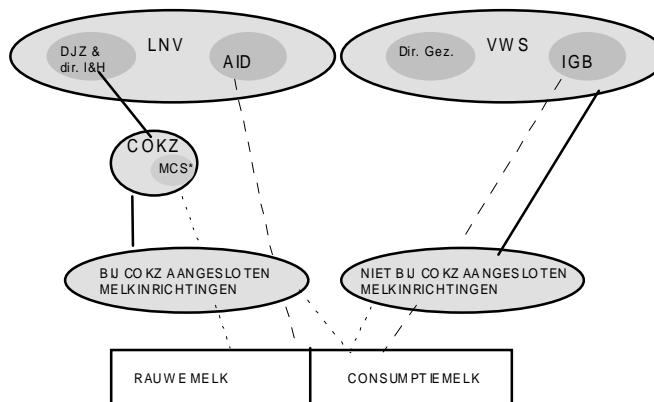 LNV
DJZ &
dir. I&H
AID
VWS
Dir. Gez.
IGB
COKZ
MCS*
BIJ COKZ AANGESLOTEN
MELKINRICHTINGEN
NIET BIJ COKZ AANGESLOTEN
MELKINRICHTINGEN
RAUWE MELK
CONSUMPTIEMELK